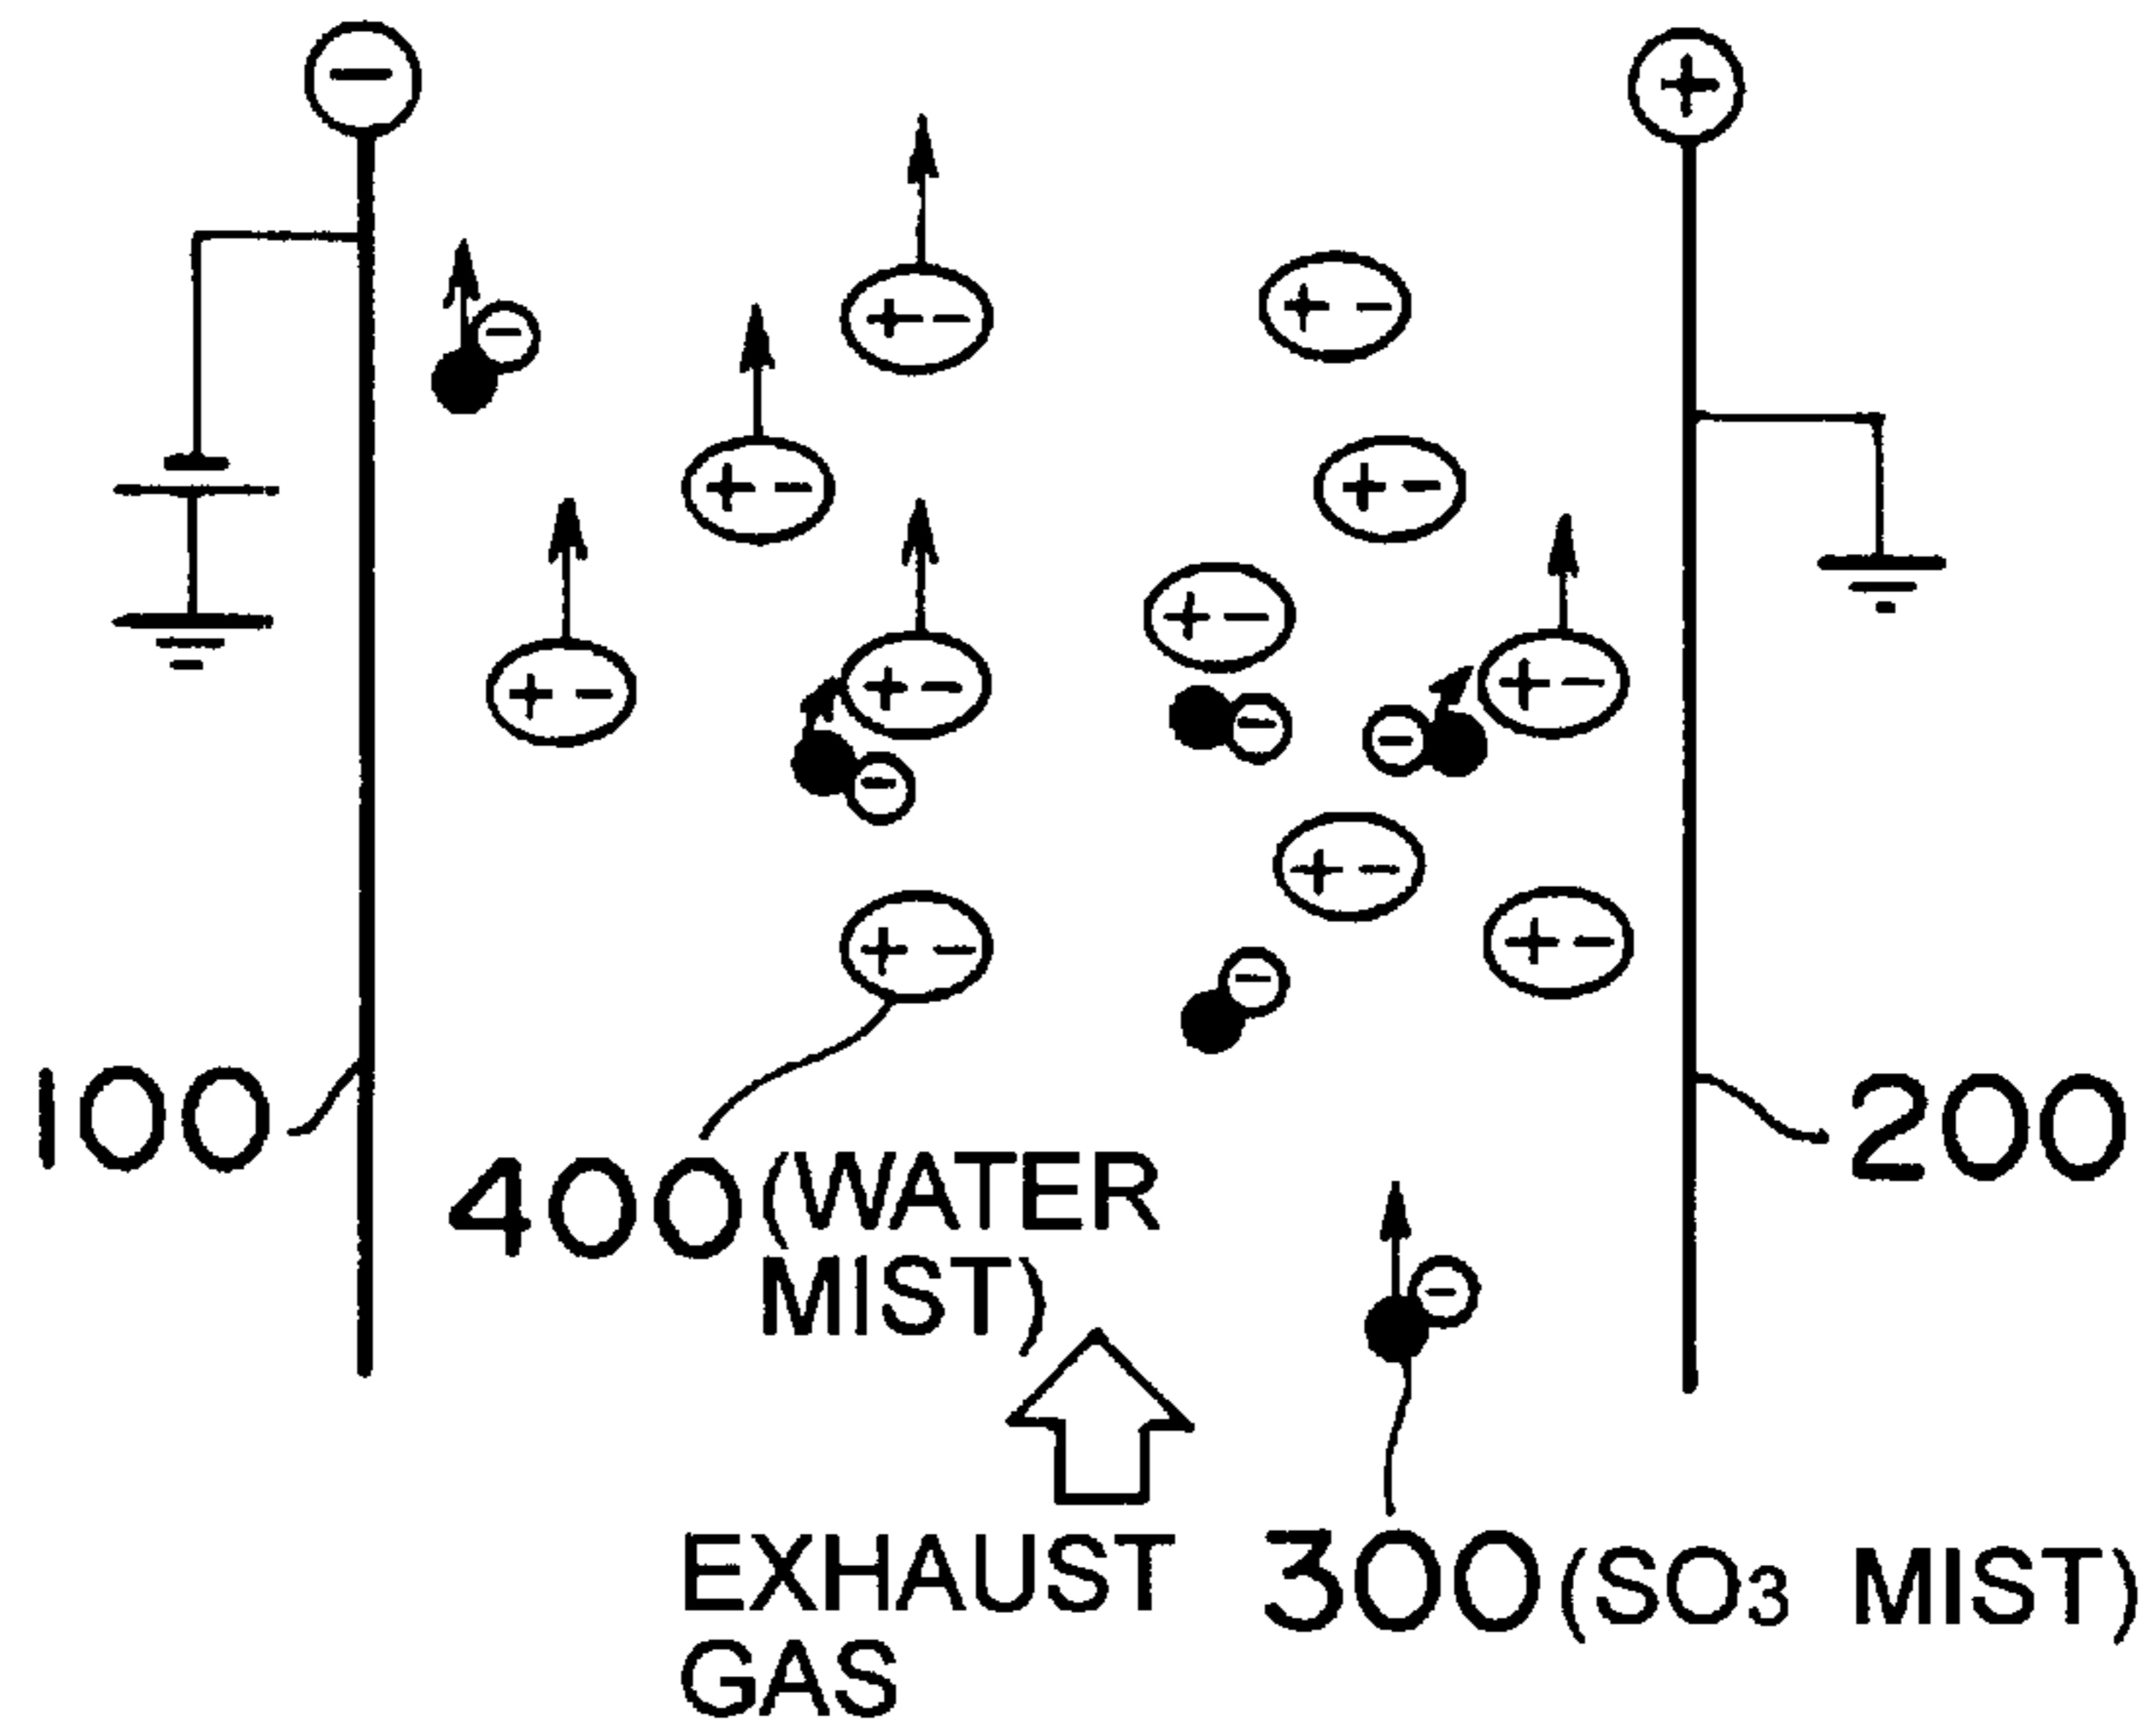 100
200
400 (WATER
MIST)
EXHAUST
GAS
300 (SO3 MIST)